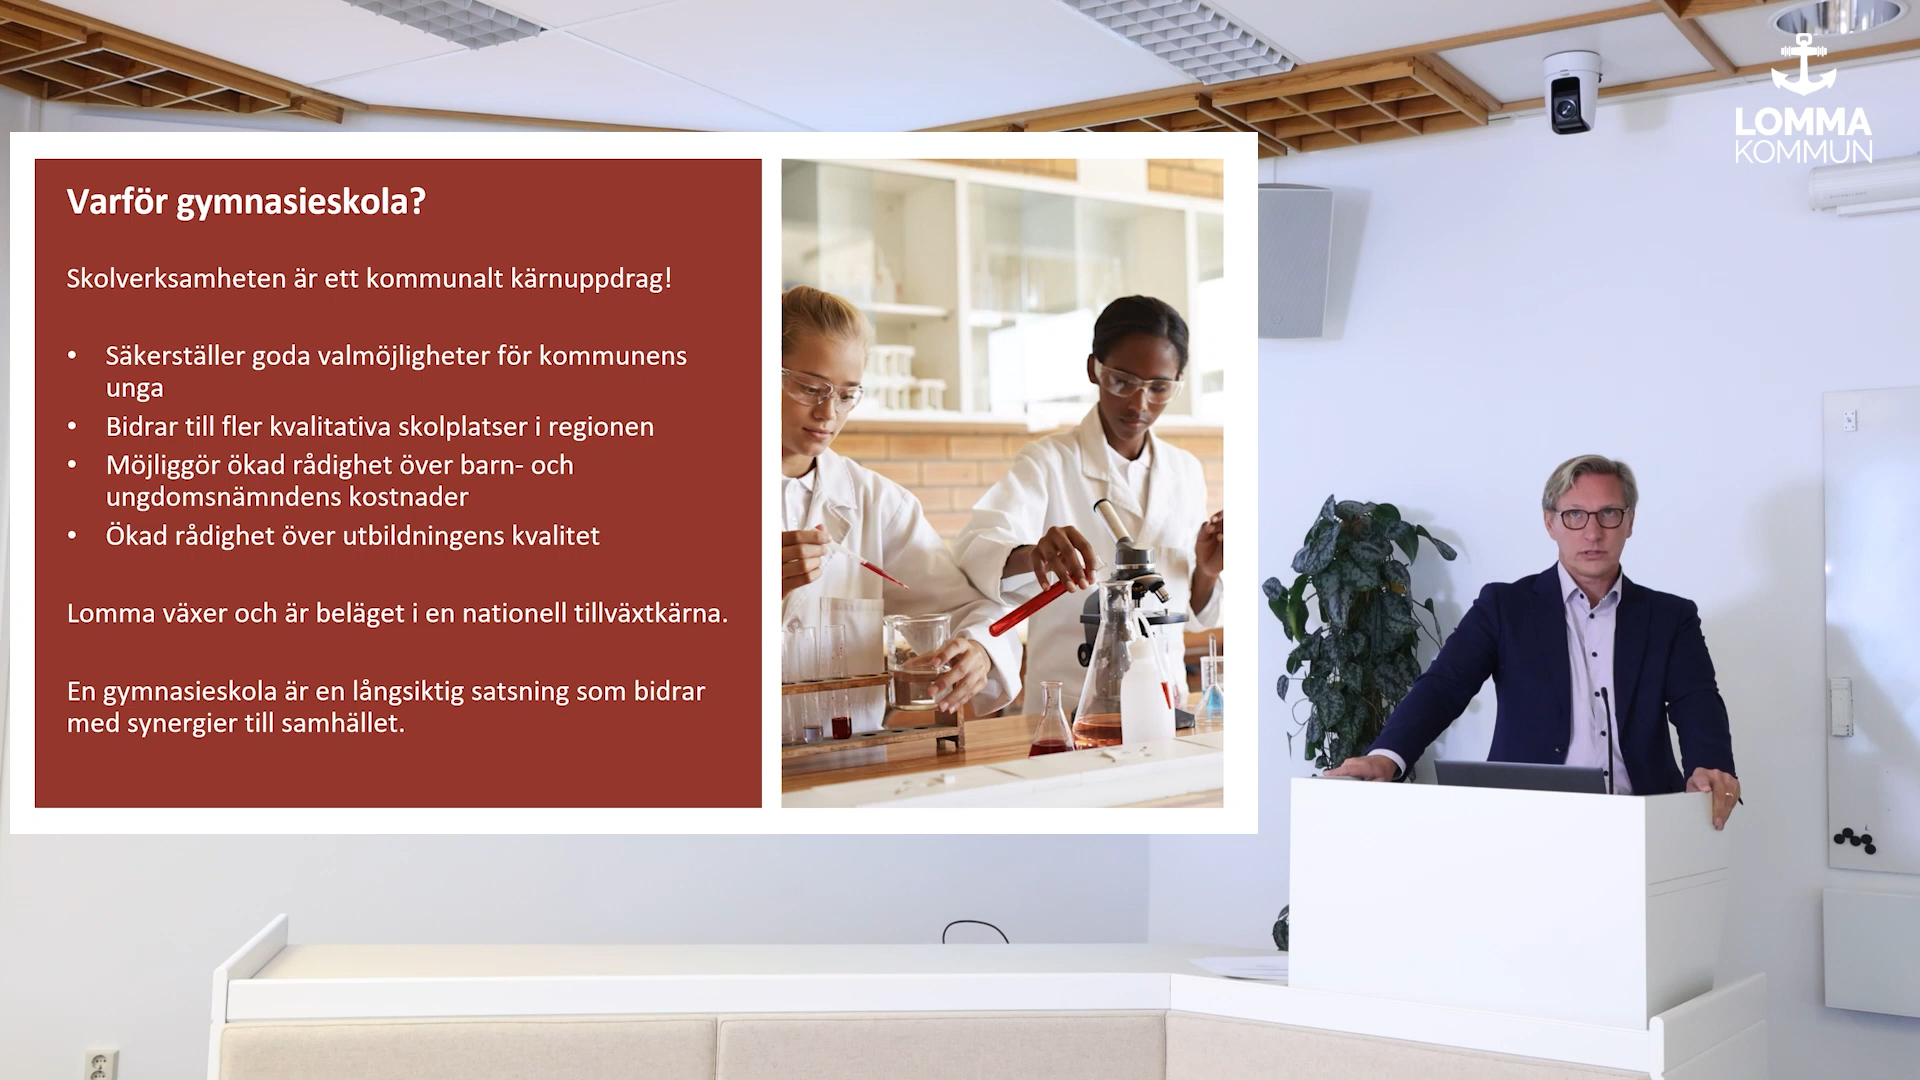 LOMMA
KOMMUN
Varför gymnasieskola?
Skolverksamheten är ett kommunalt kärnuppdrag!
• Säkerställer goda valmöjligheter för kommunens
unga
• Bidrar till fler kvalitativa skolplatser i regionen
• Möjliggör ökad rådighet över barn- och
ungdomsnämndens kostnader
• Ökad rådighet över utbildningens kvalitet
Lomma växer och är beläget i en nationell tillväxtkärna.
En gymnasieskola är en långsiktig satsning som bidrar
med synergier till samhället.